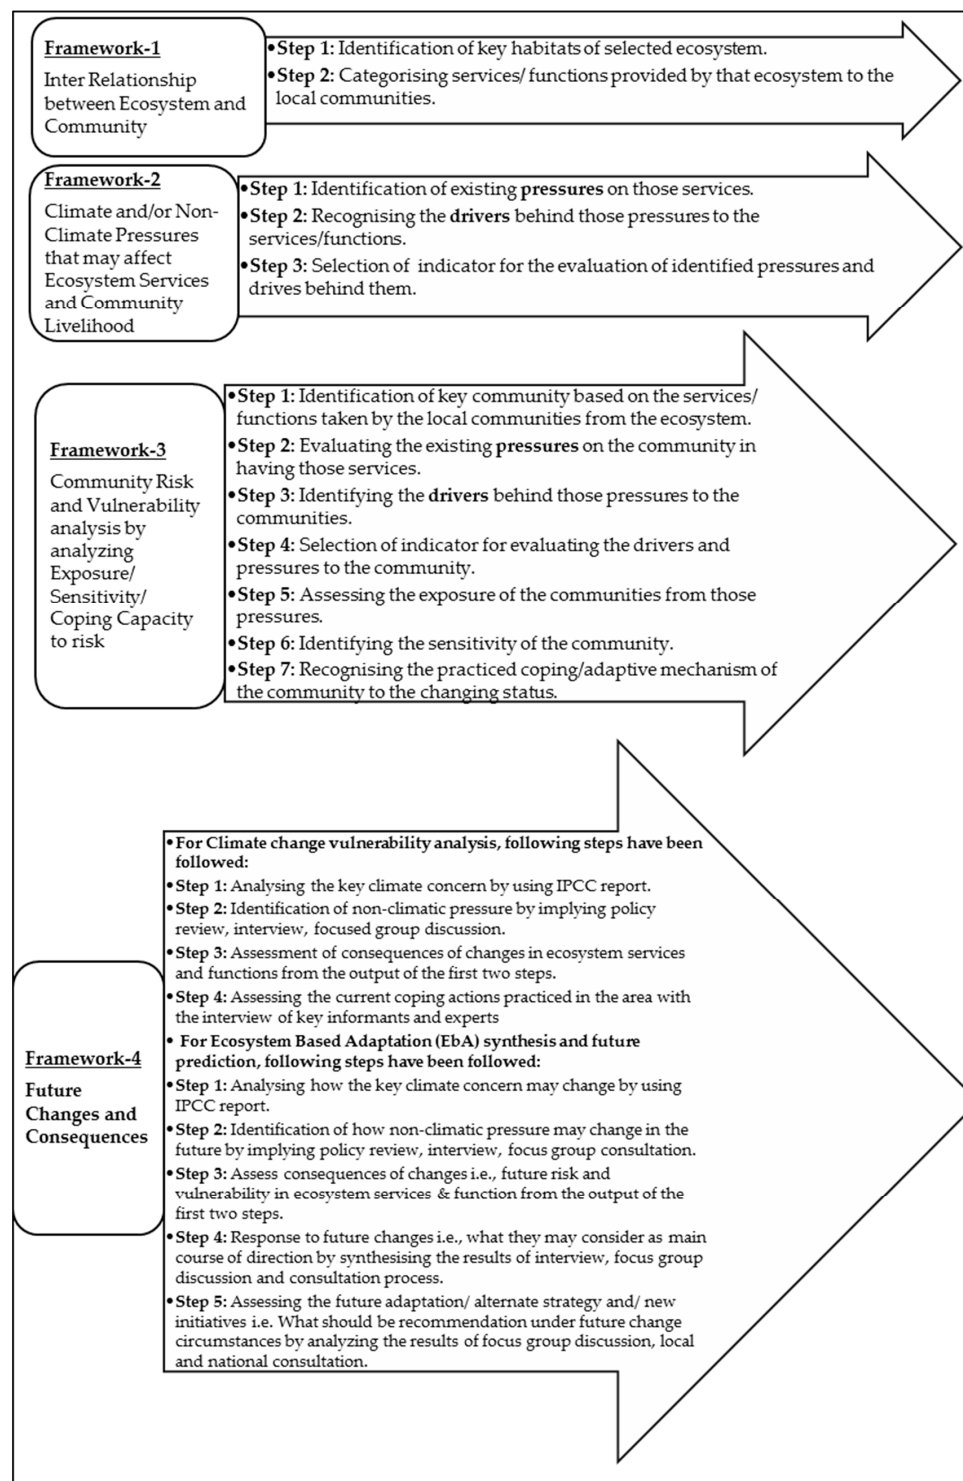 Framework-1
Inter Relationship
between Ecosystem and
Community
•Step 1: Identification of key habitats of selected ecosystem.
•Step 2: Categorising services/ functions provided by that ecosystem to the
local communities.
Framework-2
Climate and/or Non-
Climate Pressures
that may affect
Ecosystem Services
and Community
Livelihood
•Step 1: Identification of existing pressures on those services.
•Step 2: Recognising the drivers behind those pressures to the
services/functions.
•Step 3: Selection of indicator for the evaluation of identified pressures and
drives behind them.
Framework-3
Community Risk
and Vulnerability
analysis by
analyzing
Exposure/
Sensitivity/
Coping Capacity
to risk
•Step 1: Identification of key community based on the services/
functions taken by the local communities from the ecosystem.
•Step 2: Evaluating the existing pressures on the community in
having those services.
•Step 3: Identifying the drivers behind those pressures to the
communities.
•Step 4: Selection of indicator for evaluating the drivers and
pressures to the community.
•Step 5: Assessing the exposure of the communities from those
pressures.
•Step 6: Identifying the sensitivity of the community.
•Step 7: Recognising the practiced coping/adaptive mechanism of
the community to the changing status.
Framework-4
Future
Changes and
Consequences
•For Climate change vulnerability analysis, following steps have been
followed:
•Step 1: Analysing the key climate concern by using IPCC report.
•Step 2: Identification of non-climatic pressure by implying policy
review, interview, focused group discussion.
•Step 3: Assessment of consequences of changes in ecosystem services
and functions from the output of the first two steps.
•Step 4: Assessing the current coping actions practiced in the area with
the interview of key informants and experts
• For Ecosystem Based Adaptation (EbA) synthesis and future
prediction, following steps have been followed:
•Step 1: Analysing how the key climate concern may change by using
IPCC report.
•Step 2: Identification of how non-climatic pressure may change in the
future by implying policy review, interview, focus group consultation.
•Step 3: Assess consequences of changes i.e., future risk and
vulnerability in ecosystem services & function from the output of the
first two steps.
•Step 4: Response to future changes i.e., what they may consider as main
course of direction by synthesising the results of interview, focus group
discussion and consultation process.
•Step 5: Assessing the future adaptation/ alternate strategy and/ new
initiatives i.e. What should be recommendation under future change
circumstances by analyzing the results of focus group discussion, local
and national consultation.